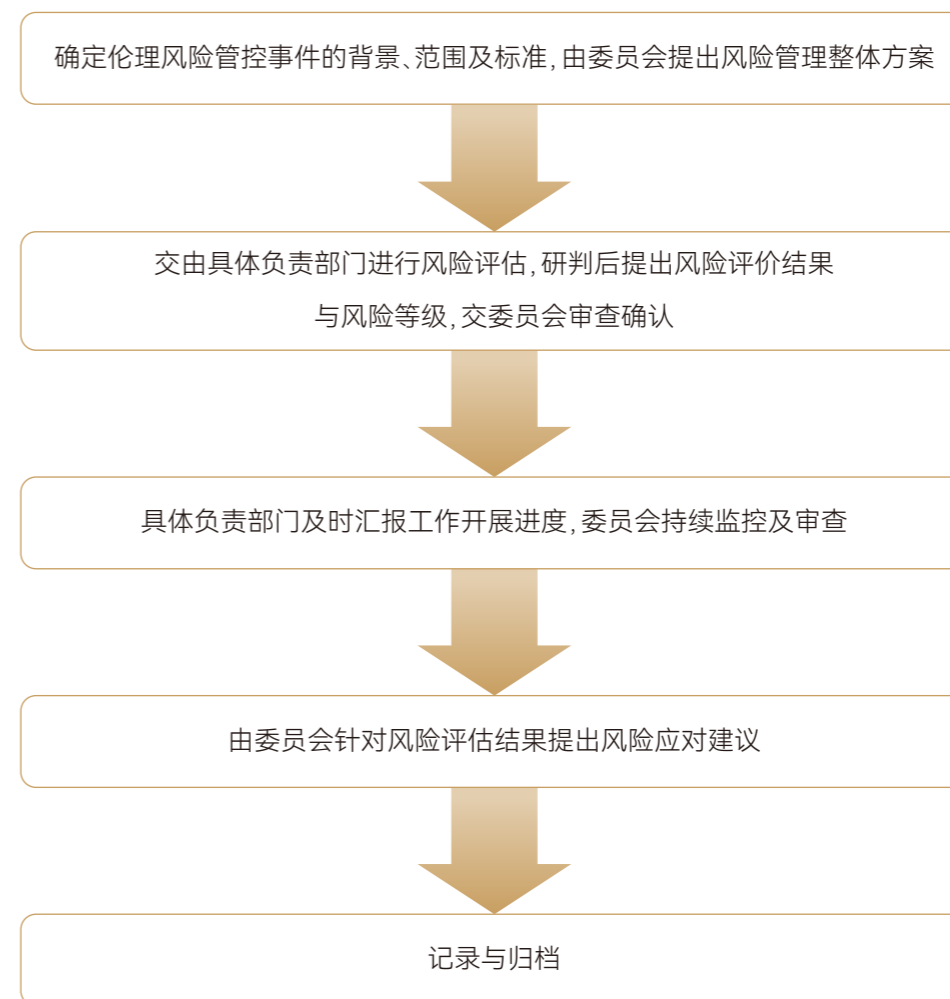 确定伦理风险管控事件的背景、范围及标准,由委员会提出风险管理整体方案
交由具体负责部门进行风险评估,研判后提出风险评价结果
与风险等级,交委员会审查确认
具体负责部门及时汇报工作开展进度,委员会持续监控及审查
由委员会针对风险评估结果提出风险应对建议
记录与归档